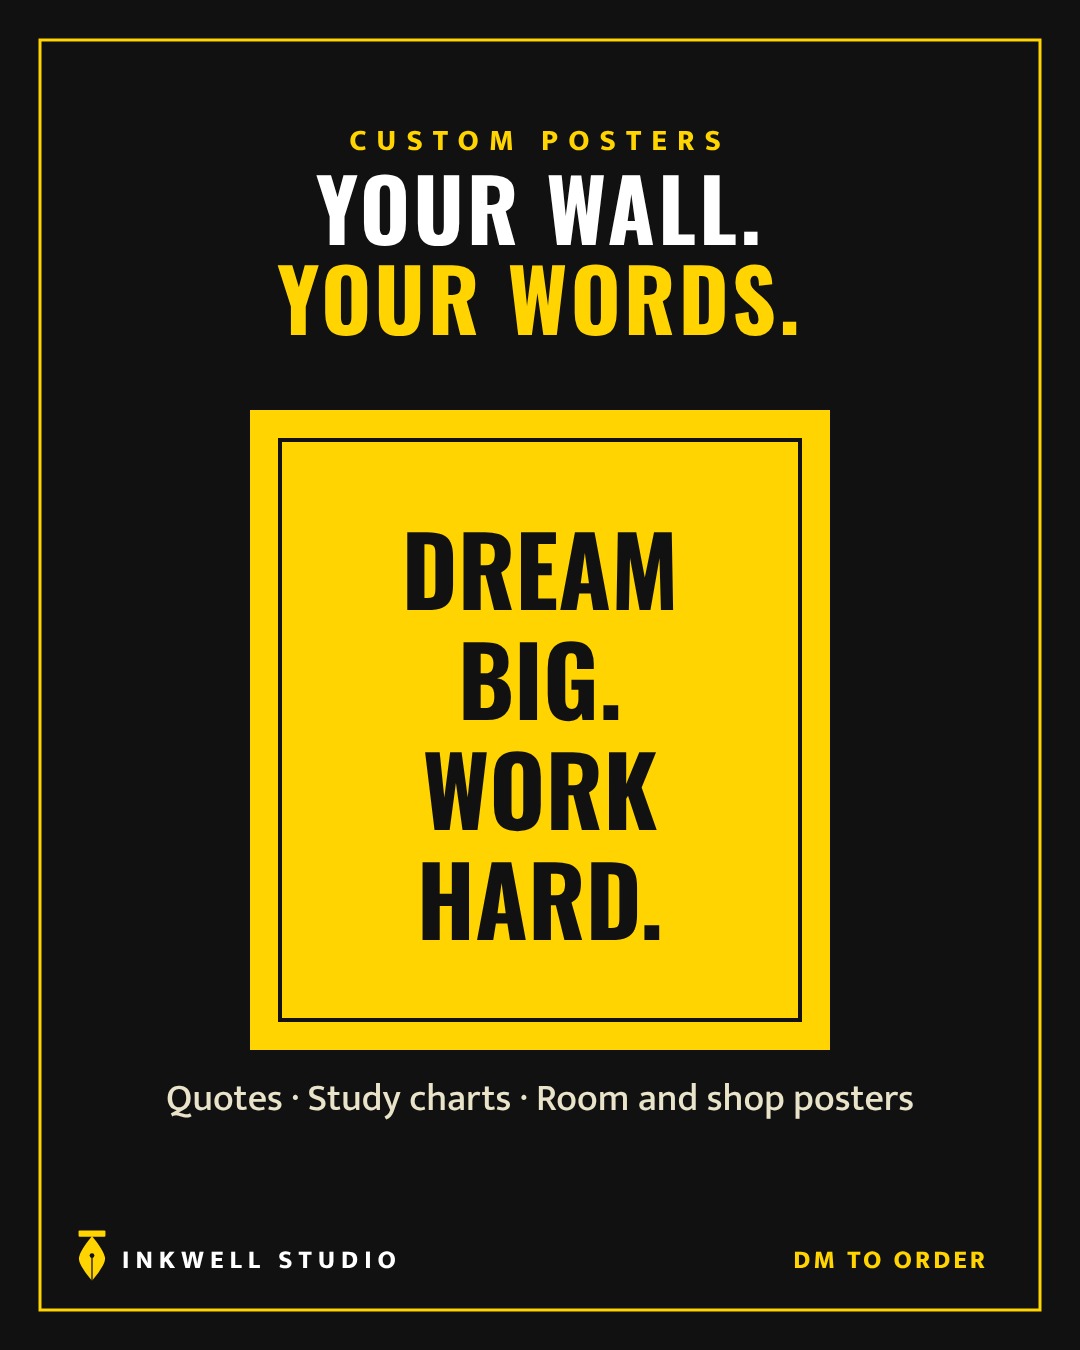 CUSTOM POSTERS
YOUR WALL.
YOUR WORDS.
DREAM
BIG.
WORK
HARD.
Quotes · Study charts · Room and shop posters
INKWELL STUDIO
DM TO ORDER